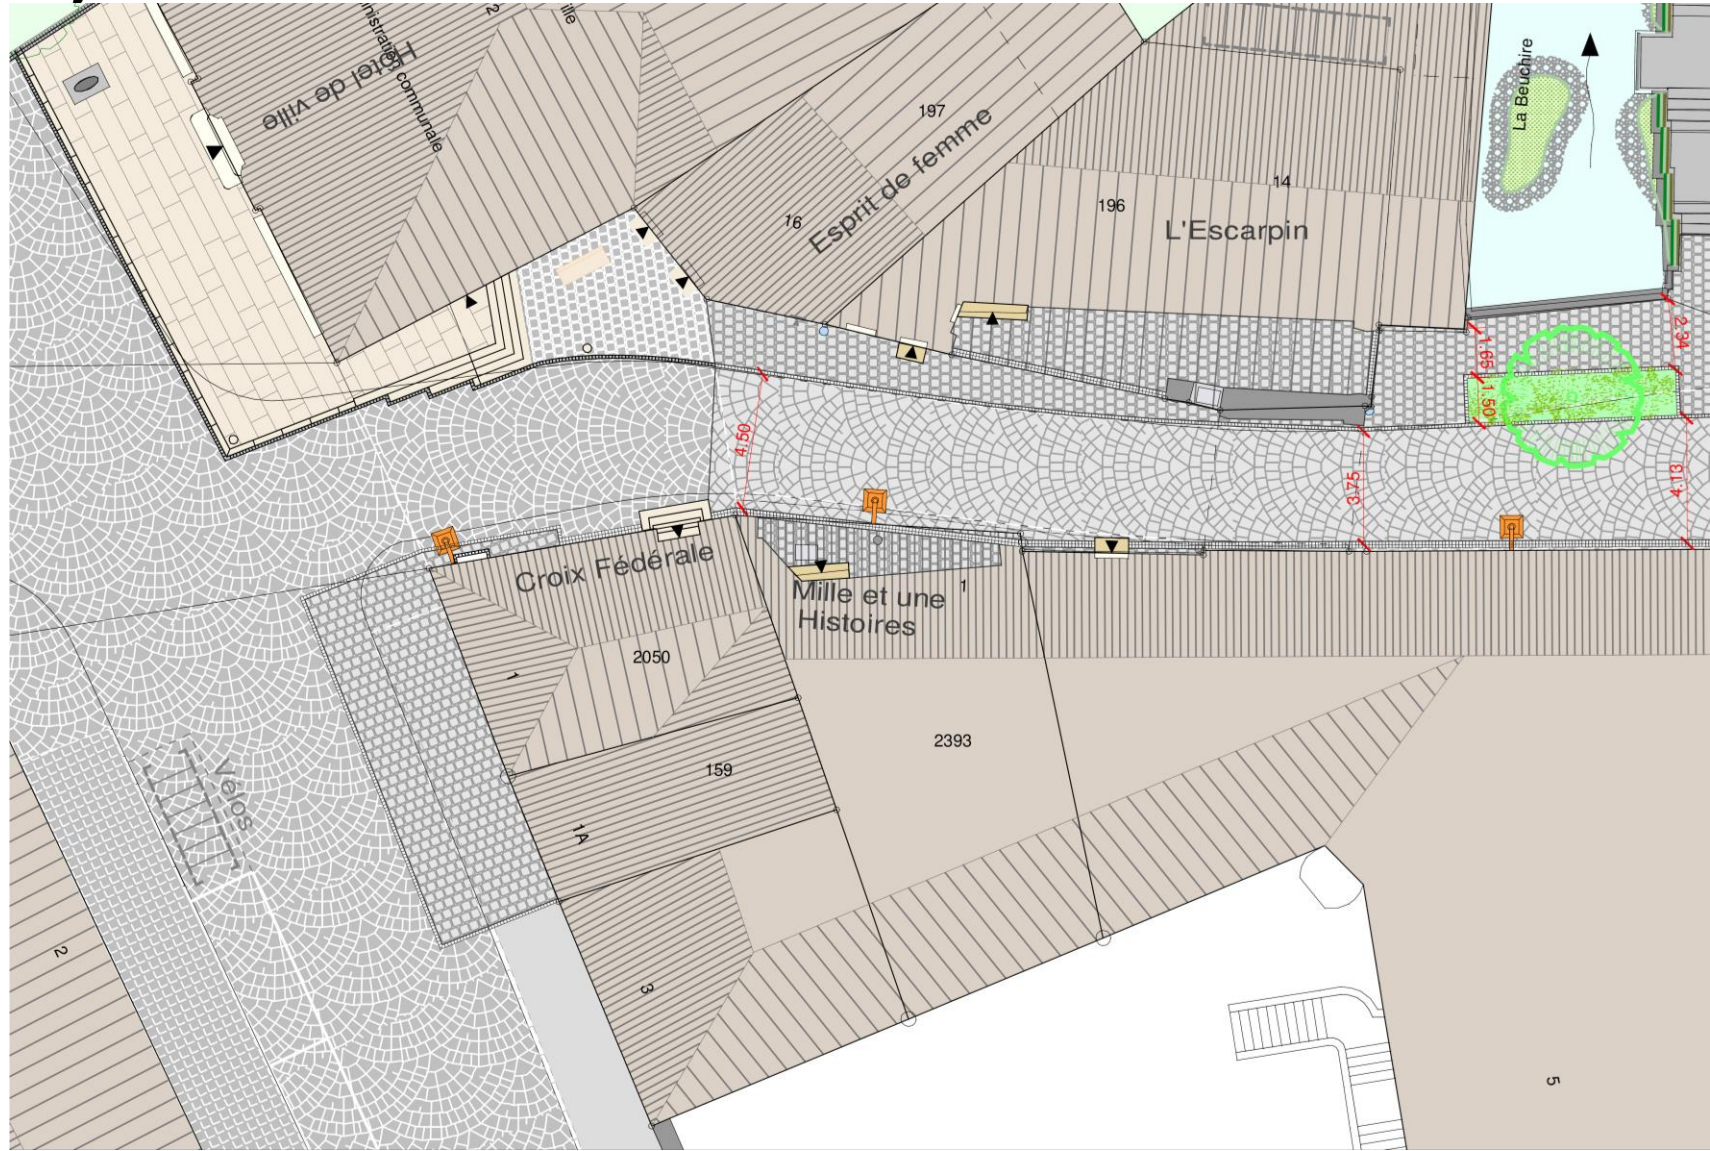 Hôtel de ville
communale
2
197
Esprit de femme
16
196
14
L'Escarpin
La Beuchire
1.65
1.50
2.34
4.50
3.75
4.13
Croix Fédérale
Mille et une
Histoires
1
1
2050
2393
159
1A
Vélos
2
3
5